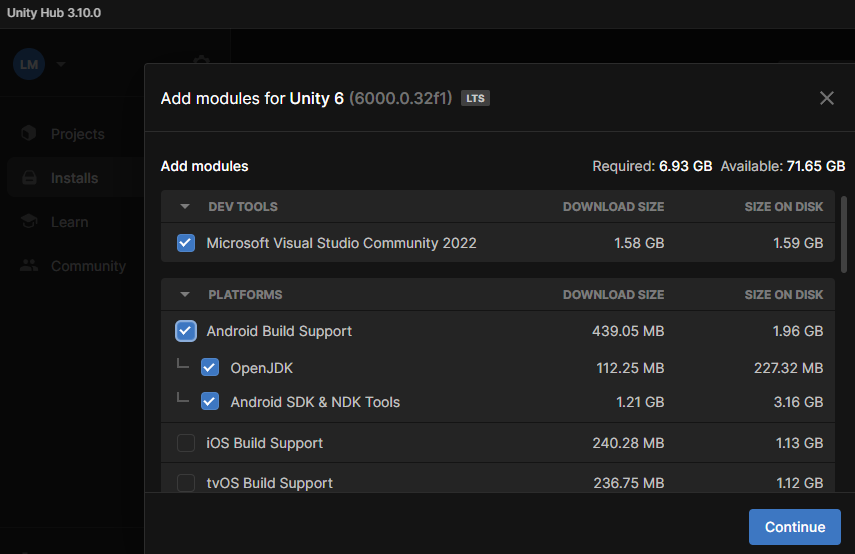 Unity Hub 3.10.0
LM
Add modules for Unity 6 (6000.0.32f1) LTS
Projects
Installs
Learn
Community
Add modules Required: 6.93 GB Available: 71.65 GB
DEV TOOLS DOWNLOAD SIZE SIZE ON DISK
Microsoft Visual Studio Community 2022 1.58 GB 1.59 GB
PLATFORMS DOWNLOAD SIZE SIZE ON DISK
Android Build Support 439.05 MB 1.96 GB
OpenJDK 112.25 MB 227.32 MB
Android SDK & NDK Tools 1.21 GB 3.16 GB
iOS Build Support 240.28 MB 1.13 GB
tvOS Build Support 236.75 MB 1.12 GB
Continue